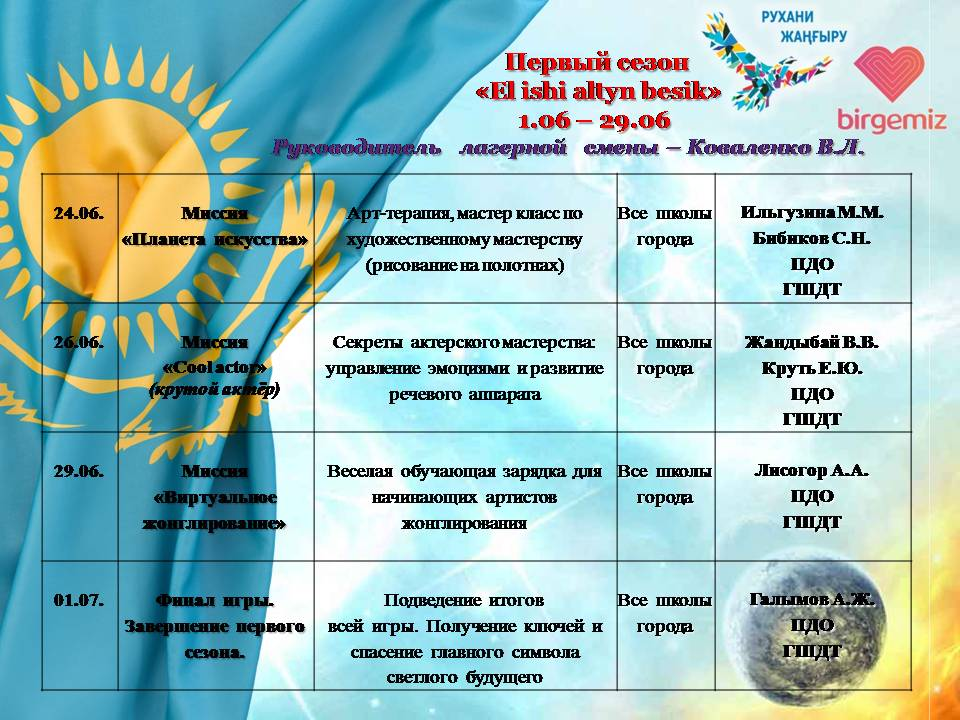 РУХАНИ
ЖАҢҒЫРУ
birgemiz
Первый сезон
«El ishi altyn besik»
1.06 – 29.06
Руководитель лагерной смены – Коваленко В.Л.
24.06.
Миссия
«Планета искусства»
Арт-терапия, мастер класс по
художественному мастерству
(рисование на полотнах)
Все школы
города
Ильгузина М.М.
Бибиков С.Н.
ПДО
ГШДТ
26.06.
Миссия
«Cool actor»
(крутой актёр)
Секреты актерского мастерства:
управление эмоциями и развитие
речевого аппарата
Все школы
города
Жандыбай В.В.
Круть Е.Ю.
ПДО
ГШДТ
29.06.
Миссия
«Виртуальное
жонглирование»
Веселая обучающая зарядка для
начинающих артистов
жонглирования
Все школы
города
Лисогор А.А.
ПДО
ГШДТ
01.07.
Финал игры.
Завершение первого
сезона.
Подведение итогов
всей игры. Получение ключей и
спасение главного символа
светлого будущего
Все школы
города
Галымов А.Ж.
ПДО
ГШДТ